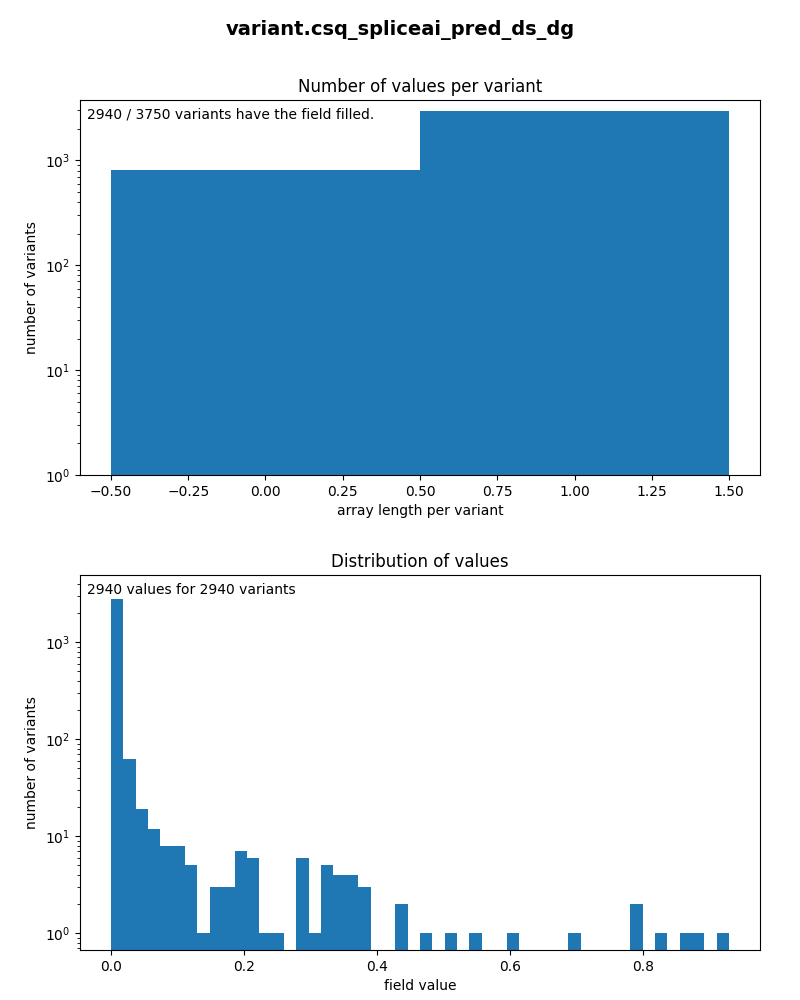 variant.csq_spliceai_pred_ds_dg
Number of values per variant
2940 / 3750 variants have the field filled.
10³
10²
10¹
10⁰
number of variants
−0.50 −0.25 0.00 0.25 0.50 0.75 1.00 1.25 1.50
array length per variant
Distribution of values
2940 values for 2940 variants
10³
10²
10¹
10⁰
number of variants
0.0 0.2 0.4 0.6 0.8
field value